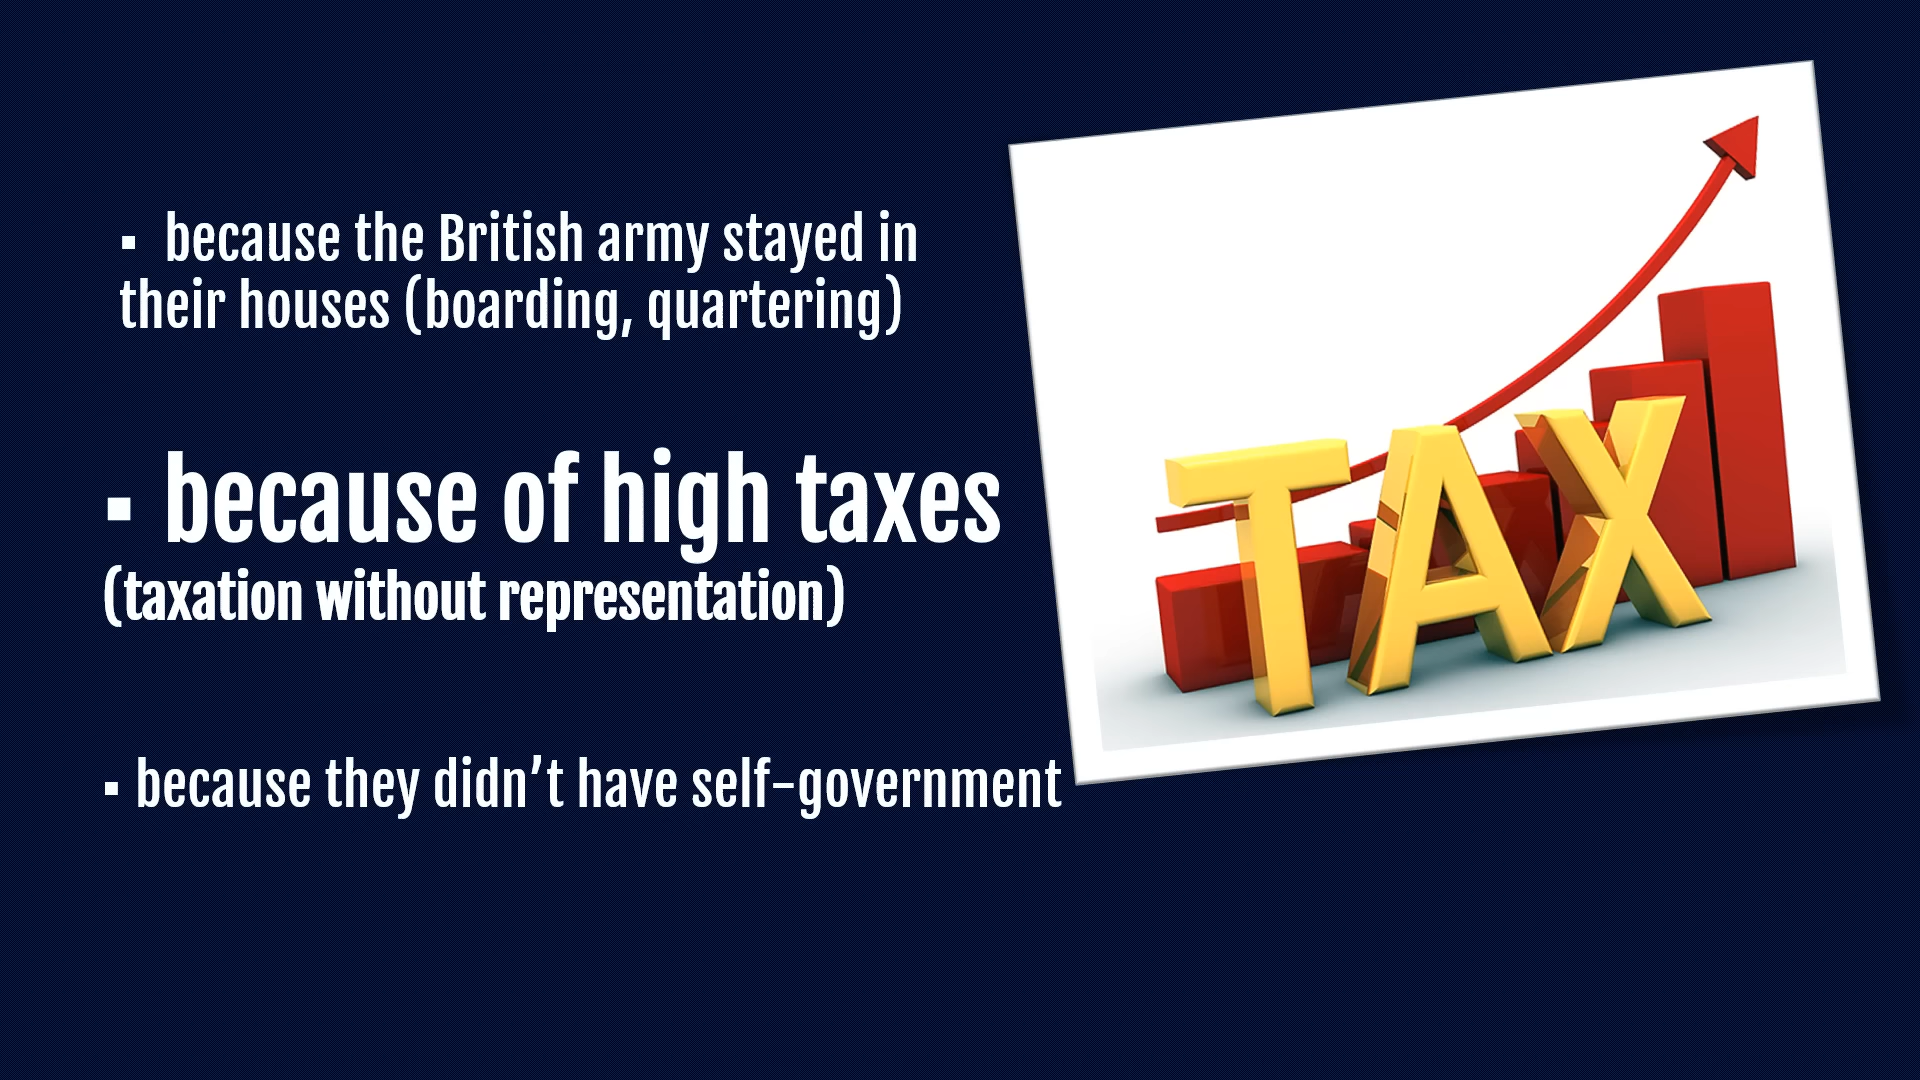 ▪ because the British army stayed in
their houses (boarding, quartering)
▪ because of high taxes
(taxation without representation)
▪ because they didn’t have self-government
TAX